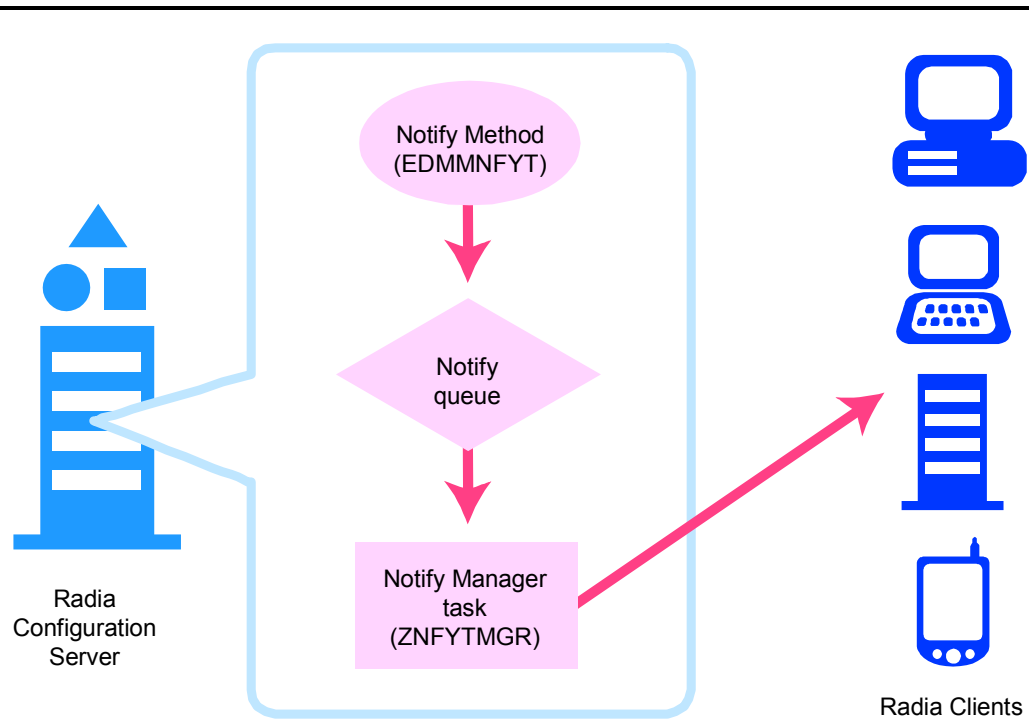 Notify Method
(EDMMNFYT)
Notify
queue
Notify Manager
task
(ZNFYTMGR)
Radia
Configuration
Server
Radia Clients